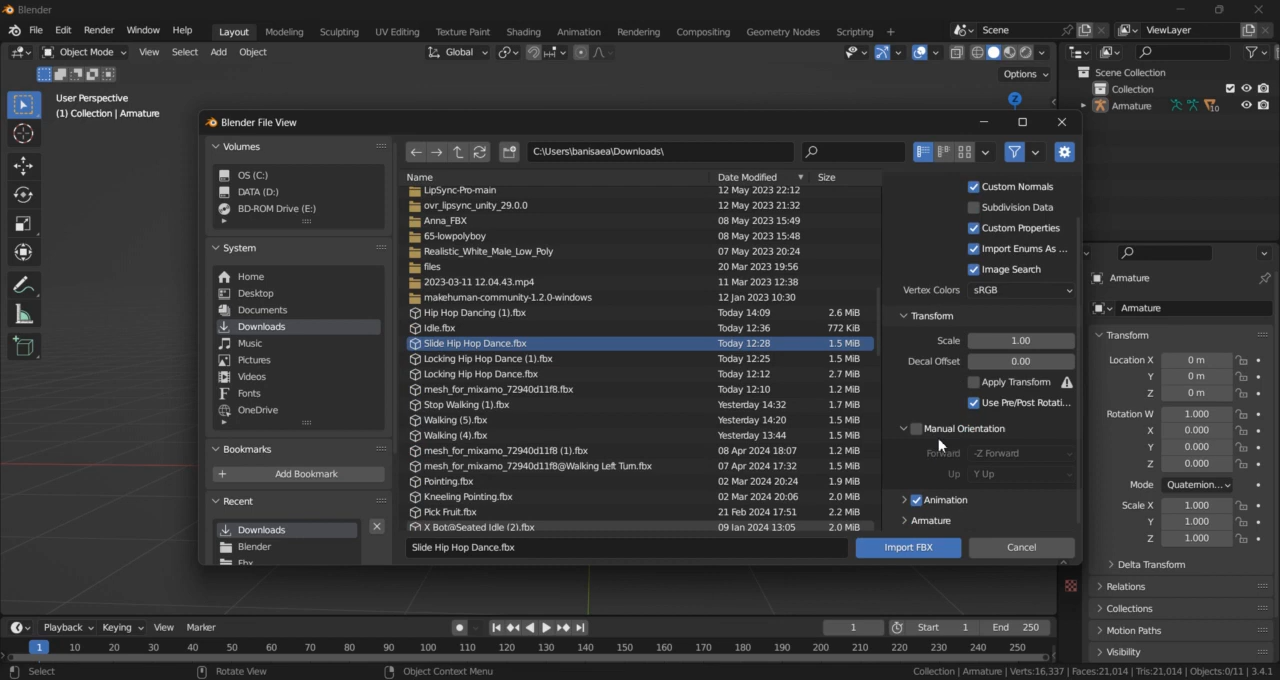 Blender
File Edit Render Window Help Layout Modeling Sculpting UV Editing Texture Paint Shading Animation Rendering Compositing Geometry Nodes Scripting + Scene ViewLayer
Object Mode View Select Add Object Global
Options
User Perspective
(1) Collection | Armature
Z
Scene Collection
Collection
Armature 10
Blender File View
Volumes
OS (C:)
DATA (D:)
BD-ROM Drive (E:)
System
Home
Desktop
Documents
Downloads
Music
Pictures
Videos
Fonts
OneDrive
Bookmarks
+ Add Bookmark
Recent
Downloads
Blender
Fbx
C:\Users\banisaea\Downloads\
Name Date Modified Size
LipSync-Pro-main 12 May 2023 22:12
ovr_lipsync_unity_29.0.0 12 May 2023 21:32
Anna_FBX 08 May 2023 15:49
65-lowpolyboy 08 May 2023 15:48
Realistic_White_Male_Low_Poly 07 May 2023 20:24
files 20 Mar 2023 19:56
2023-03-11 12.04.43.mp4 11 Mar 2023 12:38
makehuman-community-1.2.0-windows 12 Jan 2023 10:30
Hip Hop Dancing (1).fbx Today 14:09 2.6 MiB
Idle.fbx Today 12:36 772 KiB
Slide Hip Hop Dance.fbx Today 12:28 1.5 MiB
Locking Hip Hop Dance (1).fbx Today 12:25 1.5 MiB
Locking Hip Hop Dance.fbx Today 12:12 2.7 MiB
mesh_for_mixamo_72940d11f8.fbx Today 12:10 1.2 MiB
Stop Walking (1).fbx Yesterday 14:32 1.7 MiB
Walking (5).fbx Yesterday 14:20 1.5 MiB
Walking (4).fbx Yesterday 13:44 1.5 MiB
mesh_for_mixamo_72940d11f8 (1).fbx 08 Apr 2024 18:07 1.2 MiB
mesh_for_mixamo_72940d11f8@Walking Left Turn.fbx 07 Apr 2024 17:32 1.5 MiB
Pointing.fbx 02 Mar 2024 20:24 1.9 MiB
Kneeling Pointing.fbx 02 Mar 2024 20:06 2.0 MiB
Pick Fruit.fbx 21 Feb 2024 17:51 2.2 MiB
X Bot@Seated Idle (2).fbx 09 Jan 2024 13:05 2.0 MiB
Slide Hip Hop Dance.fbx
Custom Normals
Subdivision Data
Custom Properties
Import Enums As ...
Image Search
Vertex Colors sRGB
Transform
Scale 1.00
Decal Offset 0.00
Apply Transform
Use Pre/Post Rotati...
Manual Orientation
Forward -Z Forward
Up Y Up
Animation
Armature
Import FBX Cancel
Armature
Armature
Transform
Location X 0 m
Y 0 m
Z 0 m
Rotation W 1.000
X 0.000
Y 0.000
Z 0.000
Mode Quaternion...
Scale X 1.000
Y 1.000
Z 1.000
Delta Transform
Relations
Collections
Motion Paths
Visibility
Playback Keying View Marker 1 Start 1 End 250
1 10 20 30 40 50 60 70 80 90 100 110 120 130 140 150 160 170 180 190 200 210 220 230 240 250
Select Rotate View Object Context Menu Collection | Armature | Verts:16,337 | Faces:21,014 | Tris:21,014 | Objects:0/11 | 3.4.1